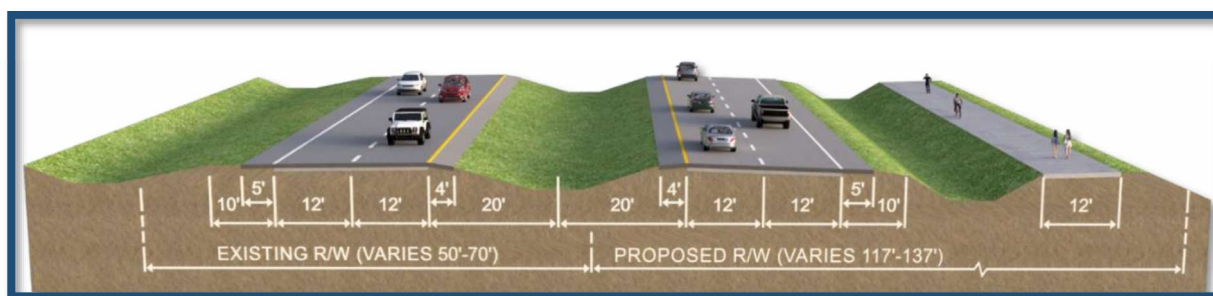 5' 4' 4' 5'
10' 12' 12' 20' 20' 12' 12' 10' 12'
EXISTING R/W (VARIES 50'-70') PROPOSED R/W (VARIES 117'-137')